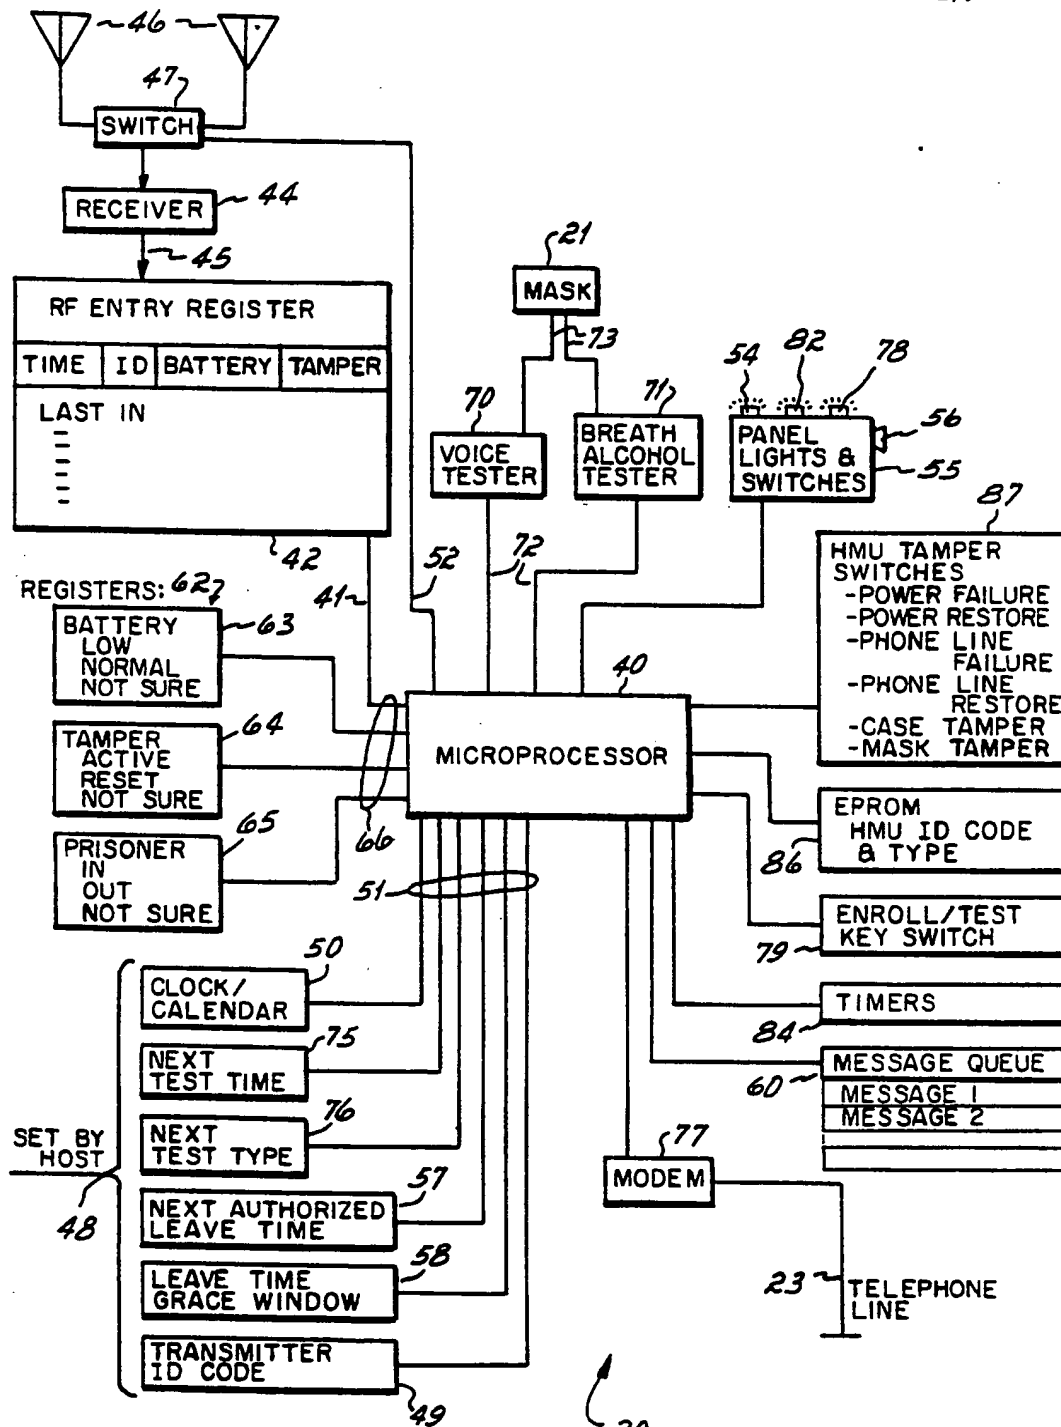 46
47
SWITCH
RECEIVER
44
45
RF ENTRY REGISTER
TIME
ID
BATTERY
TAMPER
LAST IN
42
21
MASK
73
70
VOICE
TESTER
71
BREATH
ALCOHOL
TESTER
54
82
78
56
PANEL
LIGHTS &
SWITCHES
55
41
52
72
87
HMU TAMPER
SWITCHES
-POWER FAILURE
-POWER RESTORE
-PHONE LINE
FAILURE
-PHONE LINE
RESTORE
-CASE TAMPER
-MASK TAMPER
REGISTERS: 62
BATTERY
LOW
NORMAL
NOT SURE
63
TAMPER
ACTIVE
RESET
NOT SURE
64
PRISONER
IN
OUT
NOT SURE
65
66
40
MICROPROCESSOR
51
EPROM
HMU ID CODE
& TYPE
86
ENROLL/TEST
KEY SWITCH
79
TIMERS
84
MESSAGE QUEUE
60
MESSAGE 1
MESSAGE 2
SET BY
HOST
48
50
CLOCK/
CALENDAR
75
NEXT
TEST TIME
76
NEXT
TEST TYPE
57
NEXT AUTHORIZED
LEAVE TIME
58
LEAVE TIME
GRACE WINDOW
TRANSMITTER
ID CODE
49
77
MODEM
23
TELEPHONE
LINE